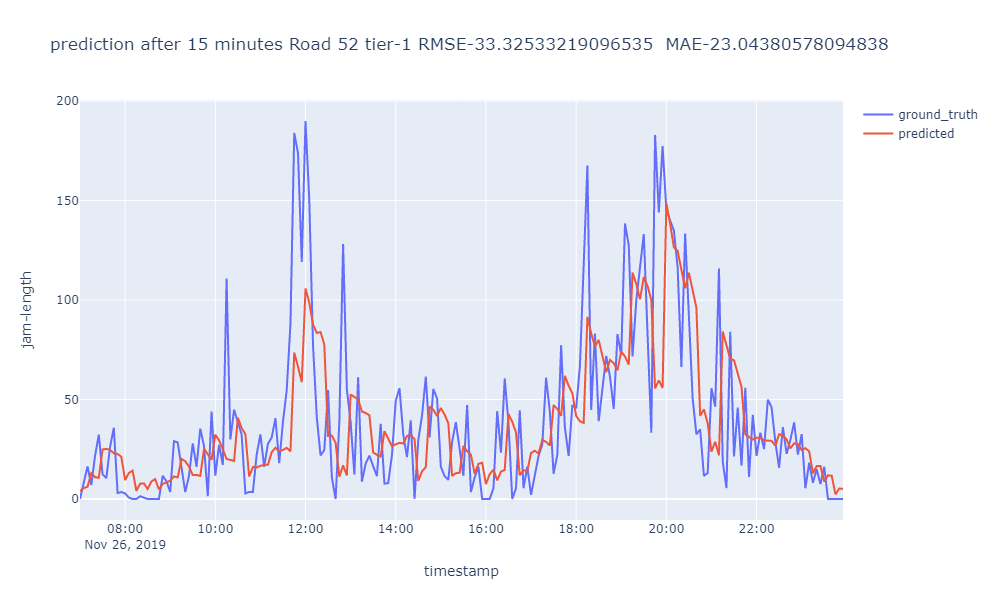 prediction after 15 minutes Road 52 tier-1 RMSE-33.32533219096535  MAE-23.04380578094838
200
150
100
50
0
jam-length
08:00 10:00 12:00 14:00 16:00 18:00 20:00 22:00
Nov 26, 2019
timestamp
ground_truth
predicted